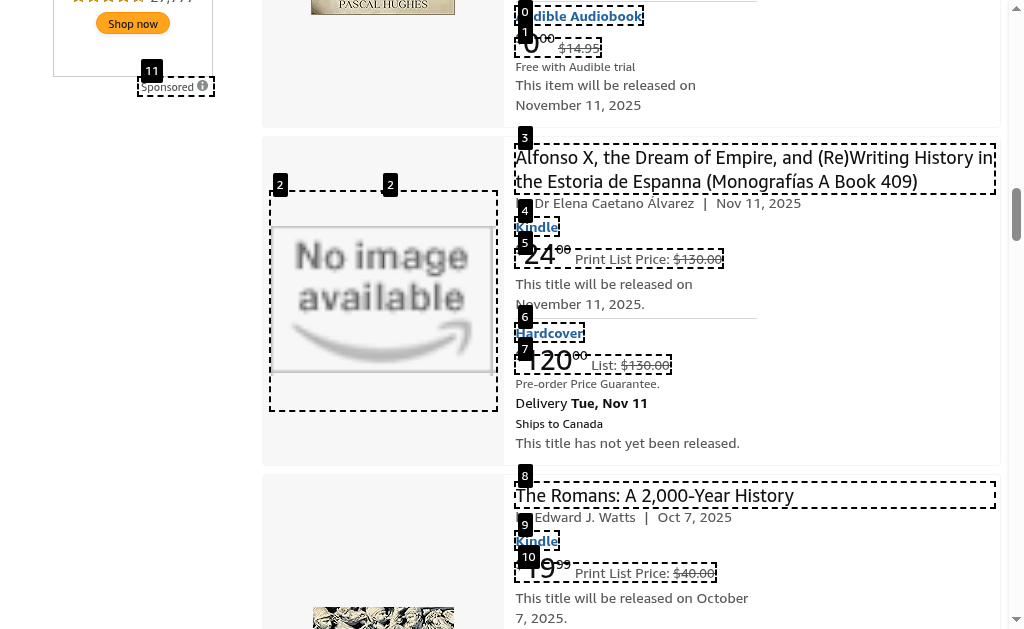 Shop now
Sponsored
PASCAL HUGHES
Audible Audiobook
$14.95
Free with Audible trial
This item will be released on
November 11, 2025
Alfonso X, the Dream of Empire, and (Re)Writing History in
the Estoria de Espanna (Monografías A Book 409)
Dr Elena Caetano Álvarez | Nov 11, 2025
Kindle
24 00 Print List Price: $130.00
This title will be released on
November 11, 2025.
Hardcover
120 00 List: $130.00
Pre-order Price Guarantee.
Delivery Tue, Nov 11
Ships to Canada
This title has not yet been released.
No image
available
The Romans: A 2,000-Year History
Edward J. Watts | Oct 7, 2025
Kindle
19 99 Print List Price: $40.00
This title will be released on October
7, 2025.
0
1
2
2
3
4
5
6
7
8
9
10
11